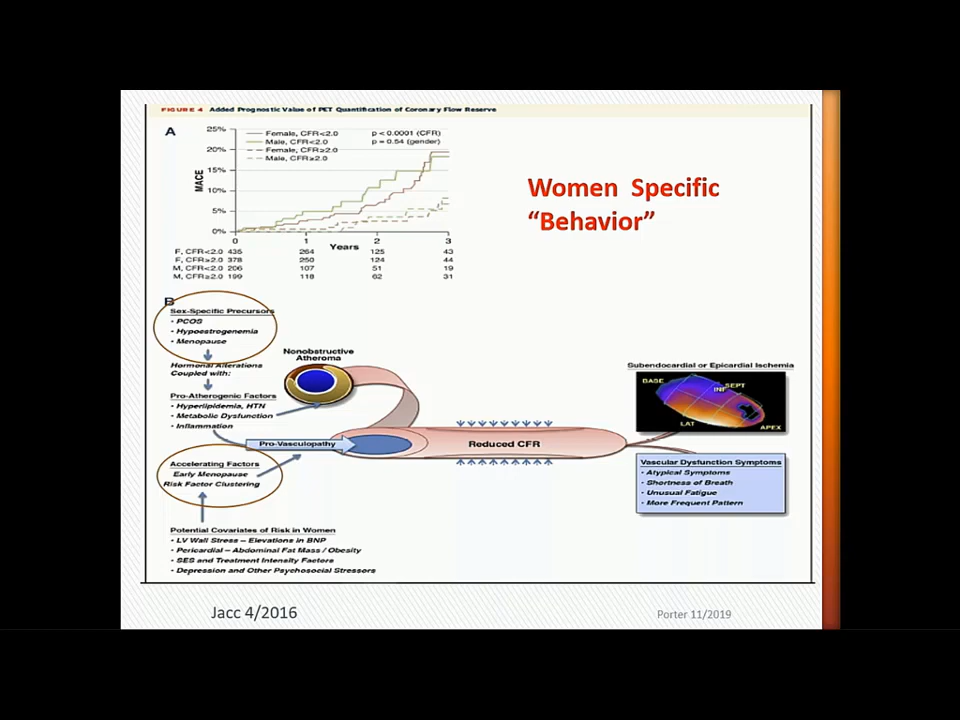 FIGURE 4 Added Prognostic Value of PET Quantification of Coronary Flow Reserve
A
25%
20%
15%
10%
5%
0%
MACE
Female, CFR<2.0
Male, CFR<2.0
Female, CFR≥2.0
Male, CFR≥2.0
p < 0.0001 (CFR)
p = 0.54 (gender)
0 1 2 3
Years
F, CFR<2.0 435 264 125 43
F, CFR≥2.0 378 250 124 44
M, CFR<2.0 206 107 51 19
M, CFR≥2.0 199 118 62 31
Women Specific
“Behavior”
B
Sex-Specific Precursors
• PCOS
• Hypoestrogenemia
• Menopause
Hormonal Alterations
Coupled with:
Pro-Atherogenic Factors
• Hyperlipidemia, HTN
• Metabolic Dysfunction
• Inflammation
Nonobstructive
Atheroma
Pro-Vasculopathy
Reduced CFR
Accelerating Factors
Early Menopause
Risk Factor Clustering
Potential Covariates of Risk in Women
• LV Wall Stress – Elevations in BNP
• Pericardial – Abdominal Fat Mass / Obesity
• SES and Treatment Intensity Factors
• Depression and Other Psychosocial Stressors
Subendocardial or Epicardial Ischemia
BASE
SEPT
INF
LAT
APEX
Vascular Dysfunction Symptoms
• Atypical Symptoms
• Shortness of Breath
• Unusual Fatigue
• More Frequent Pattern
Jacc 4/2016
Porter 11/2019